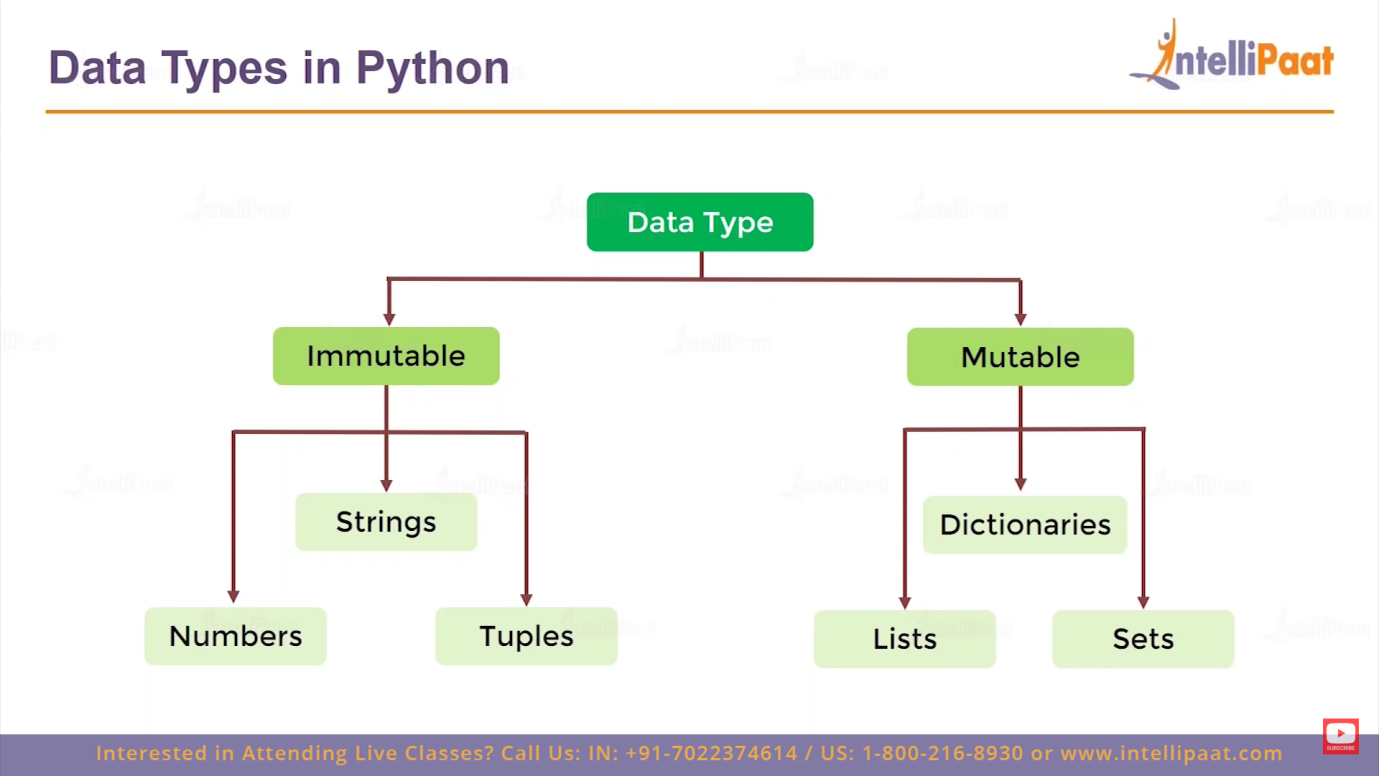 Data Types in Python
IntelliPaat
Data Type
Immutable
Mutable
Strings
Dictionaries
Numbers
Tuples
Lists
Sets
SUBSCRIBE
Interested in Attending Live Classes? Call Us: IN: +91-7022374614 / US: 1-800-216-8930 or www.intellipaat.com